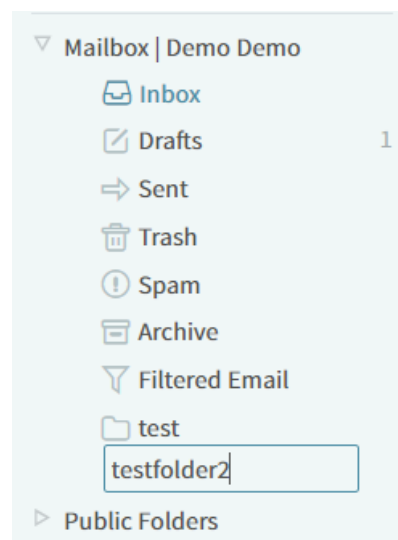 Mailbox | Demo Demo
Inbox
Drafts 1
Sent
Trash
Spam
Archive
Filtered Email
test
testfolder2
Public Folders